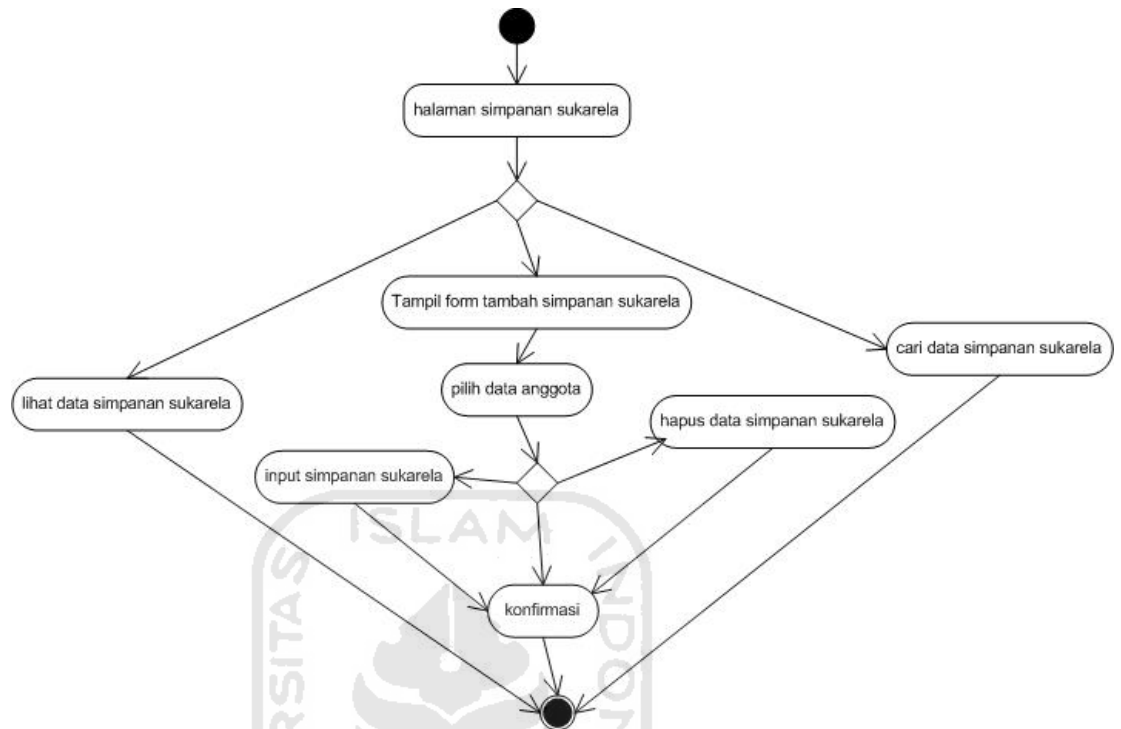 halaman simpanan sukarela
Tampil form tambah simpanan sukarela
cari data simpanan sukarela
lihat data simpanan sukarela
pilih data anggota
hapus data simpanan sukarela
input simpanan sukarela
ISLAM
konfirmasi